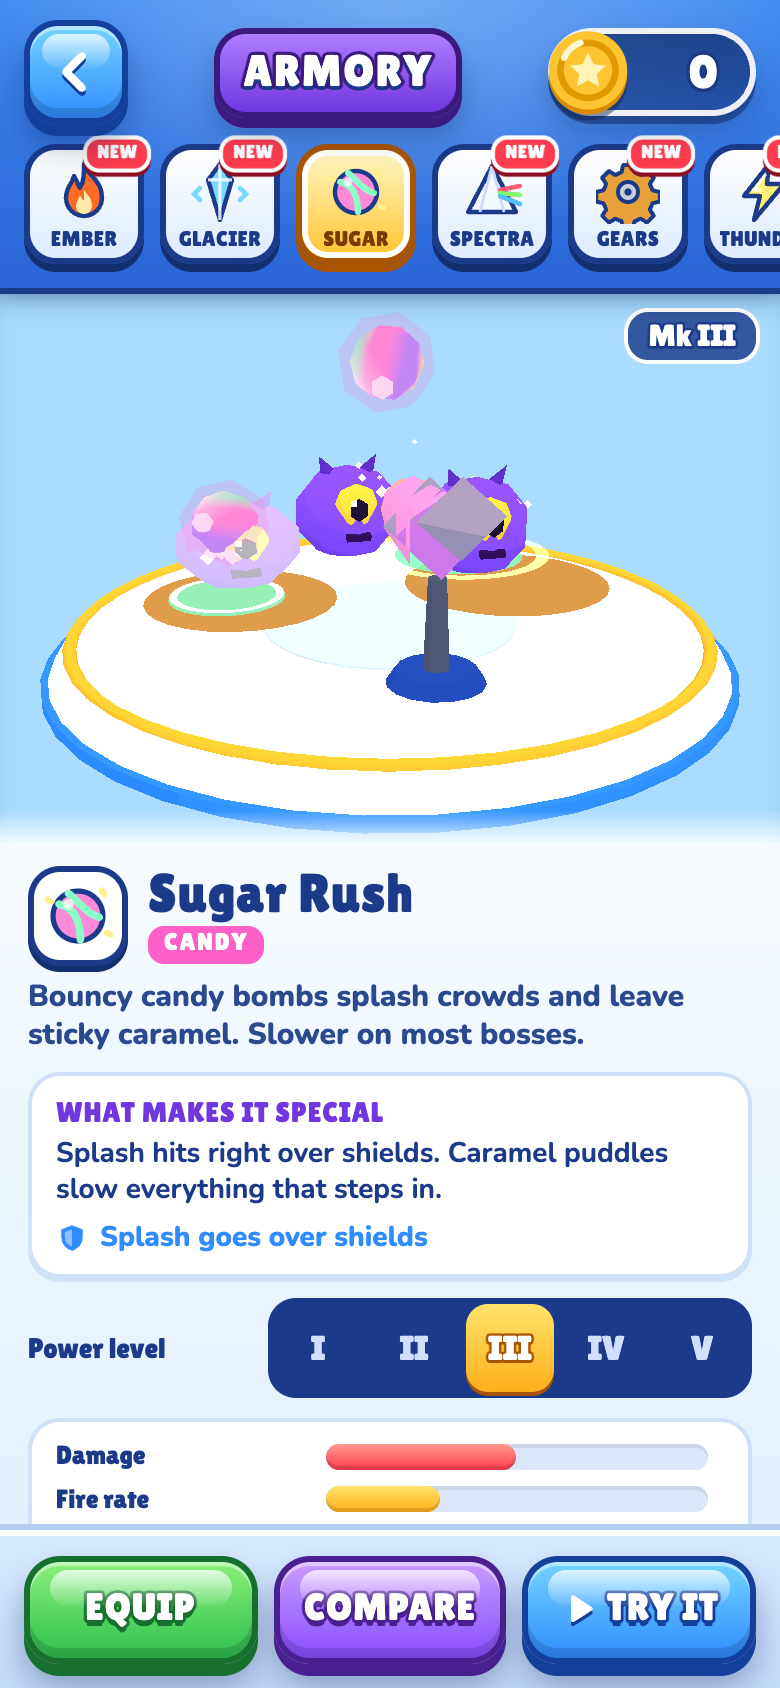 ARMORY
0
NEW
NEW
NEW
NEW
EMBER
GLACIER
SUGAR
SPECTRA
GEARS
Mk III
Sugar Rush
CANDY
Bouncy candy bombs splash crowds and leave
sticky caramel. Slower on most bosses.
WHAT MAKES IT SPECIAL
Splash hits right over shields. Caramel puddles
slow everything that steps in.
Splash goes over shields
Power level
I
II
III
IV
V
Damage
Fire rate
EQUIP
COMPARE
TRY IT